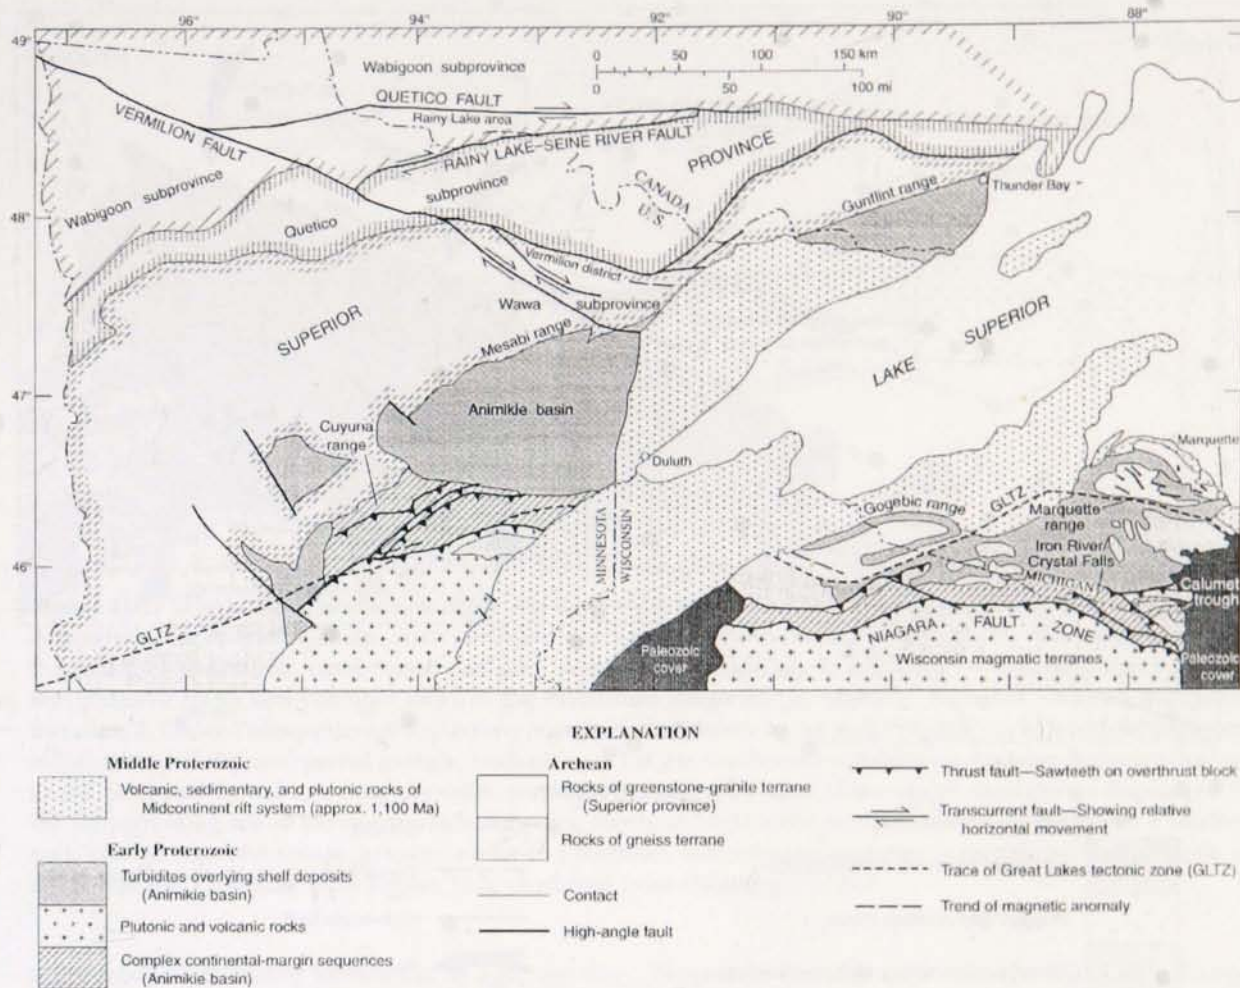 96°
94°
92°
90°
88°
49°
48°
47°
46°
0 50 100 150 km
0 50 100 mi
Wabigoon subprovince
QUETICO FAULT
Rainy Lake area
VERMILION FAULT
RAINY LAKE–SEINE RIVER FAULT
PROVINCE
subprovince
CANADA
U.S.
Gunflint range
Thunder Bay
Wabigoon subprovince
Quetico
Vermilion district
Wawa subprovince
SUPERIOR
Mesabi range
LAKE SUPERIOR
Animikie basin
Cuyuna
range
Duluth
Marquette
Gogebic range
GLTZ
Marquette
range
MINNESOTA
WISCONSIN
Iron River/
Crystal Falls
MICHIGAN
Calumet
trough
GLTZ
NIAGARA FAULT ZONE
Paleozoic
cover
Wisconsin magmatic terranes
Paleozoic
cover
EXPLANATION
Middle Proterozoic
Volcanic, sedimentary, and plutonic rocks of
Midcontinent rift system (approx. 1,100 Ma)
Early Proterozoic
Turbidites overlying shelf deposits
(Animikie basin)
Plutonic and volcanic rocks
Complex continental-margin sequences
(Animikie basin)
Archean
Rocks of greenstone-granite terrane
(Superior province)
Rocks of gneiss terrane
Contact
High-angle fault
Thrust fault—Sawteeth on overthrust block
Transcurrent fault—Showing relative
horizontal movement
Trace of Great Lakes tectonic zone (GLTZ)
Trend of magnetic anomaly